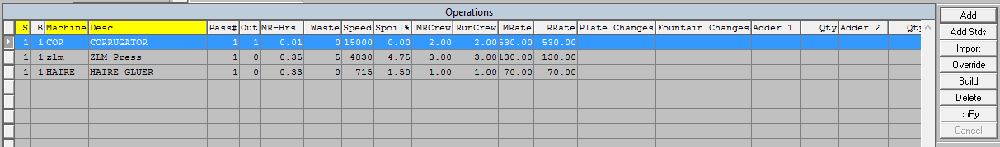 Operations
S B Machine Desc Pass# Out MR-Hrs. Waste Speed Spoil% MRCrew RunCrew MRate RRate Plate Changes Fountain Changes Adder 1 Qty Adder 2 Qty
1 1 COR CORRUGATOR 1 1 0.01 0 15000 0.00 2.00 2.00 530.00 530.00
1 1 zlm ZLM Press 1 0 0.35 5 4830 4.75 3.00 3.00 130.00 130.00
1 1 HAIRE HAIRE GLUER 1 0 0.33 0 715 1.50 1.00 1.00 70.00 70.00
Add
Add Stds
Import
Override
Build
Delete
coPy
Cancel